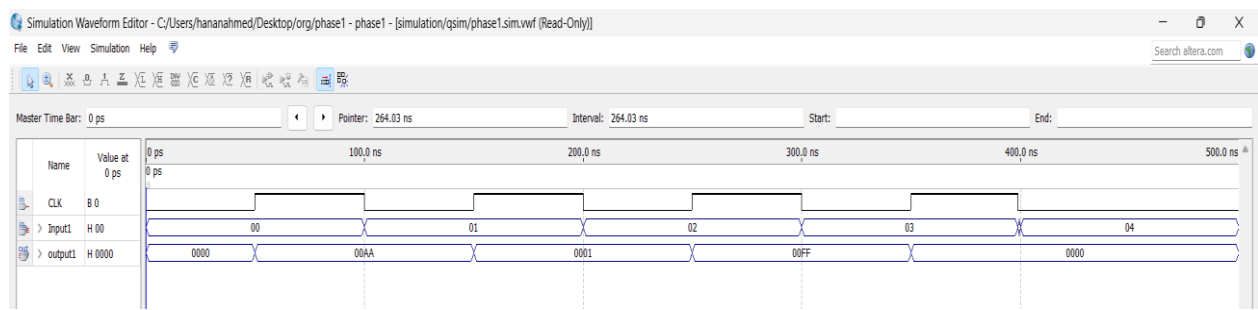 Simulation Waveform Editor - C:/Users/hananahmed/Desktop/org/phase1 - phase1 - [simulation/qsim/phase1.sim.vwf (Read-Only)]
File Edit View Simulation Help
Search altera.com
Master Time Bar: 0 ps Pointer: 264.03 ns Interval: 264.03 ns Start: End:
Name Value at 0 ps
0 ps 100.0 ns 200.0 ns 300.0 ns 400.0 ns 500.0 ns
0 ps
CLK B 0
Input1 H 00 00 01 02 03 04
output1 H 0000 0000 00AA 0001 00FF 0000